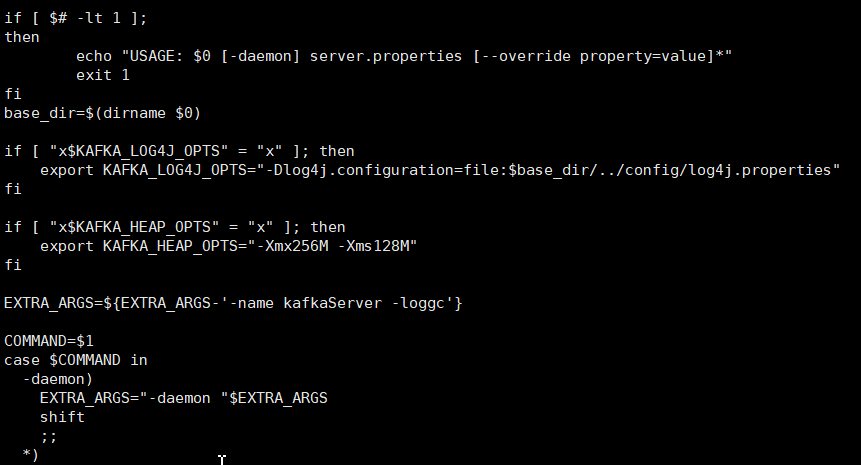 if [ $# -lt 1 ];
then
        echo "USAGE: $0 [-daemon] server.properties [--override property=value]*"
        exit 1
fi
base_dir=$(dirname $0)

if [ "x$KAFKA_LOG4J_OPTS" = "x" ]; then
    export KAFKA_LOG4J_OPTS="-Dlog4j.configuration=file:$base_dir/../config/log4j.properties"
fi

if [ "x$KAFKA_HEAP_OPTS" = "x" ]; then
    export KAFKA_HEAP_OPTS="-Xmx256M -Xms128M"
fi

EXTRA_ARGS=${EXTRA_ARGS-'-name kafkaServer -loggc'}

COMMAND=$1
case $COMMAND in
  -daemon)
    EXTRA_ARGS="-daemon "$EXTRA_ARGS
    shift
    ;;
  *)